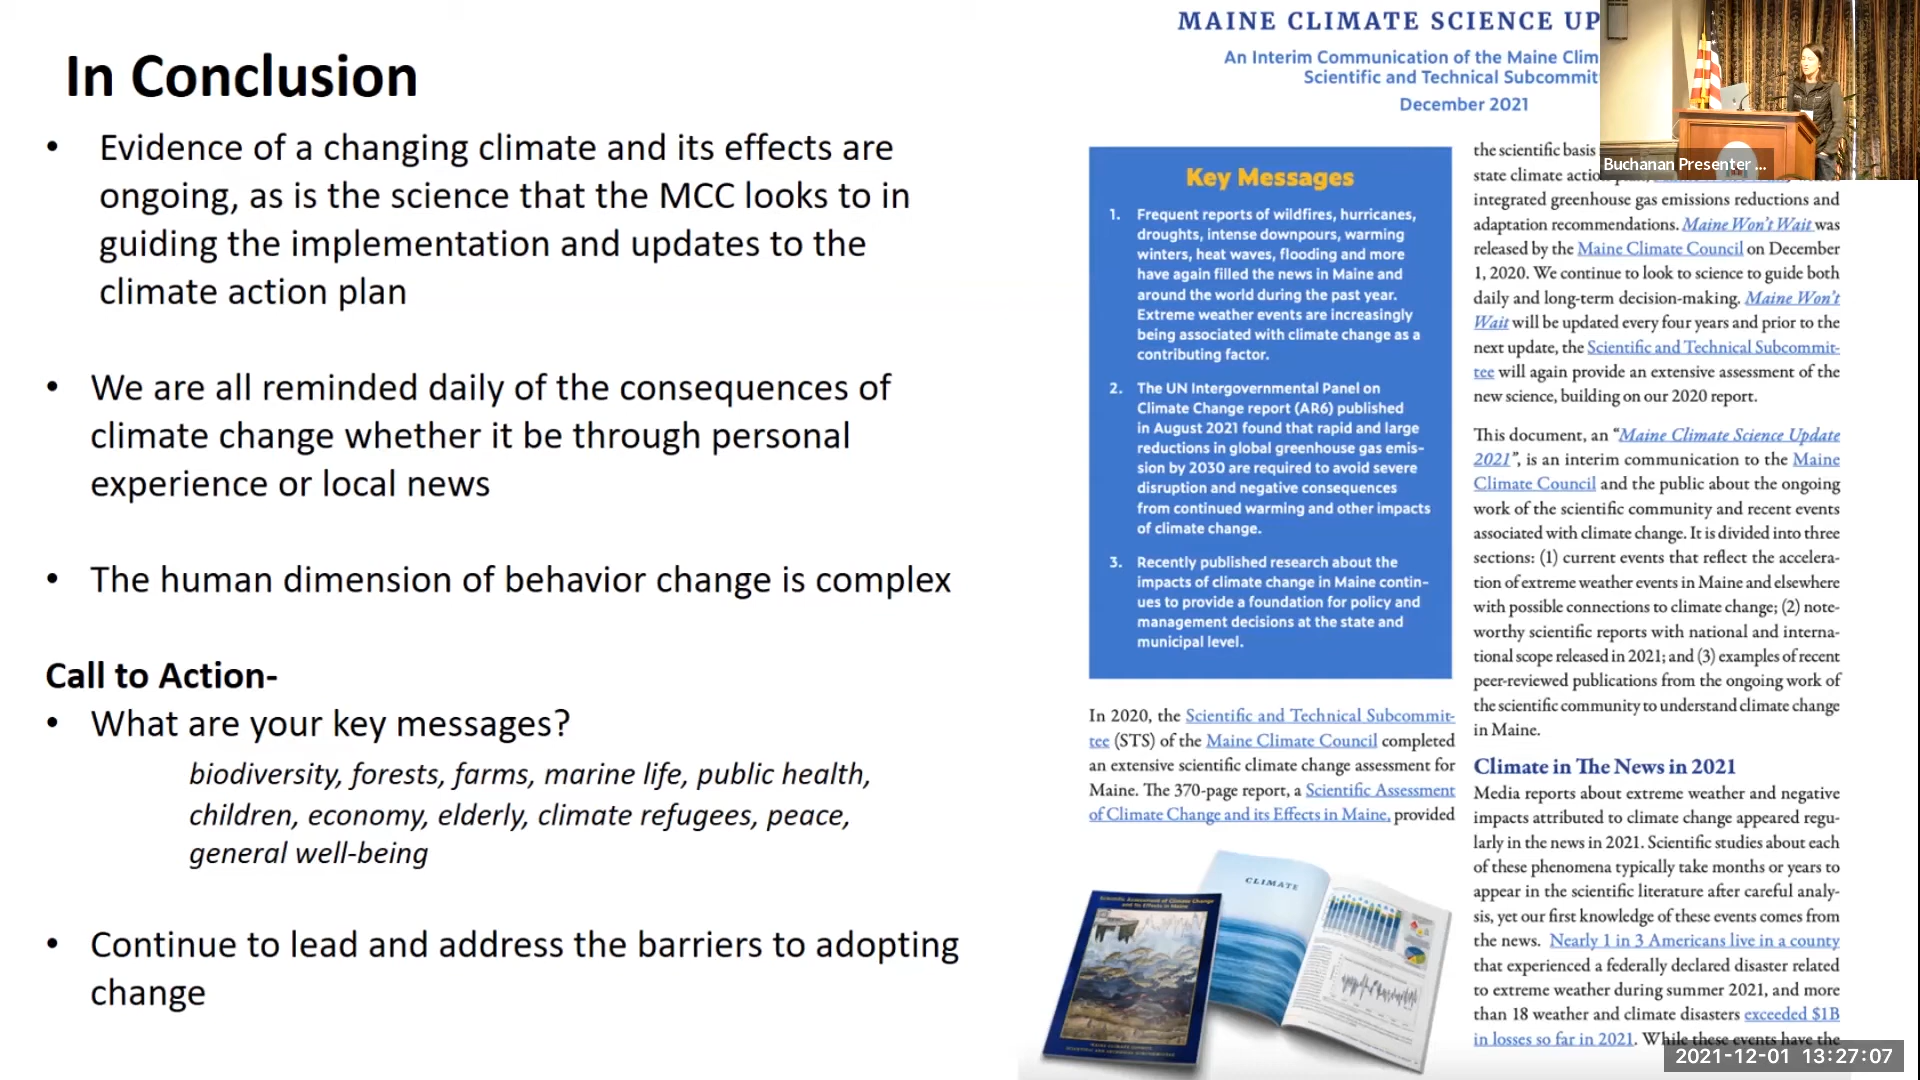 In Conclusion
• Evidence of a changing climate and its effects are
ongoing, as is the science that the MCC looks to in
guiding the implementation and updates to the
climate action plan
• We are all reminded daily of the consequences of
climate change whether it be through personal
experience or local news
• The human dimension of behavior change is complex
Call to Action-
• What are your key messages?
biodiversity, forests, farms, marine life, public health,
children, economy, elderly, climate refugees, peace,
general well-being
• Continue to lead and address the barriers to adopting
change
MAINE CLIMATE SCIENCE UP
An Interim Communication of the Maine Clim
Scientific and Technical Subcommit
December 2021
Key Messages
1. Frequent reports of wildfires, hurricanes,
droughts, intense downpours, warming
winters, heat waves, flooding and more
have again filled the news in Maine and
around the world during the past year.
Extreme weather events are increasingly
being associated with climate change as a
contributing factor.
2. The UN Intergovernmental Panel on
Climate Change report (AR6) published
in August 2021 found that rapid and large
reductions in global greenhouse gas emis-
sion by 2030 are required to avoid severe
disruption and negative consequences
from continued warming and other impacts
of climate change.
3. Recently published research about the
impacts of climate change in Maine contin-
ues to provide a foundation for policy and
management decisions at the state and
municipal level.
In 2020, the Scientific and Technical Subcommit-
tee (STS) of the Maine Climate Council completed
an extensive scientific climate change assessment for
Maine. The 370-page report, a Scientific Assessment
of Climate Change and its Effects in Maine, provided
CLIMATE
Scientific Assessment of Climate Change
and Its Effects in Maine
the scientific basis
state climate action
integrated greenhouse gas emissions reductions and
adaptation recommendations. Maine Won't Wait was
released by the Maine Climate Council on December
1, 2020. We continue to look to science to guide both
daily and long-term decision-making. Maine Won't
Wait will be updated every four years and prior to the
next update, the Scientific and Technical Subcommit-
tee will again provide an extensive assessment of the
new science, building on our 2020 report.
This document, an "Maine Climate Science Update
2021", is an interim communication to the Maine
Climate Council and the public about the ongoing
work of the scientific community and recent events
associated with climate change. It is divided into three
sections: (1) current events that reflect the accelera-
tion of extreme weather events in Maine and elsewhere
with possible connections to climate change; (2) note-
worthy scientific reports with national and interna-
tional scope released in 2021; and (3) examples of recent
peer-reviewed publications from the ongoing work of
the scientific community to understand climate change
in Maine.
Climate in The News in 2021
Media reports about extreme weather and negative
impacts attributed to climate change appeared regu-
larly in the news in 2021. Scientific studies about each
of these phenomena typically take months or years to
appear in the scientific literature after careful analy-
sis, yet our first knowledge of these events comes from
the news. Nearly 1 in 3 Americans live in a county
that experienced a federally declared disaster related
to extreme weather during summer 2021, and more
than 18 weather and climate disasters exceeded $1B
in losses so far in 2021. While these events have the
Buchanan Presenter ...
2021-12-01 13:27:07